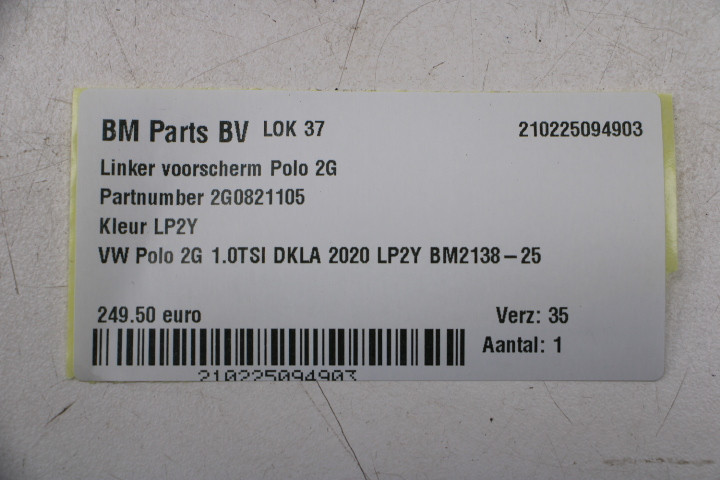 BM Parts BV LOK 37 210225094903
Linker voorscherm Polo 2G
Partnumber 2G0821105
Kleur LP2Y
VW Polo 2G 1.0TSI DKLA 2020 LP2Y BM2138-25
249.50 euro Verz: 35
Aantal: 1
210225094903